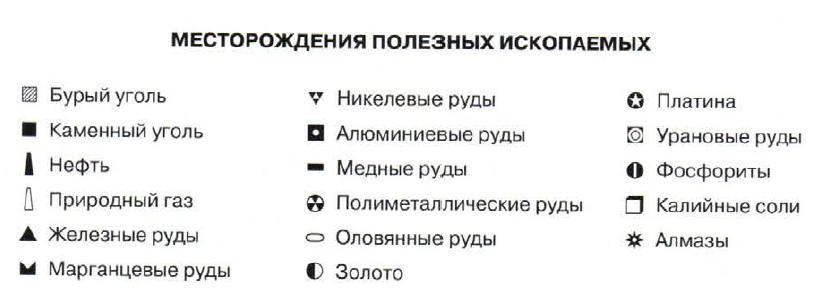 МЕСТОРОЖДЕНИЯ ПОЛЕЗНЫХ ИСКОПАЕМЫХ
Бурый уголь
Каменный уголь
Нефть
Природный газ
Железные руды
Марганцевые руды
Никелевые руды
Алюминиевые руды
Медные руды
Полиметаллические руды
Оловянные руды
Золото
Платина
Урановые руды
Фосфориты
Калийные соли
Алмазы